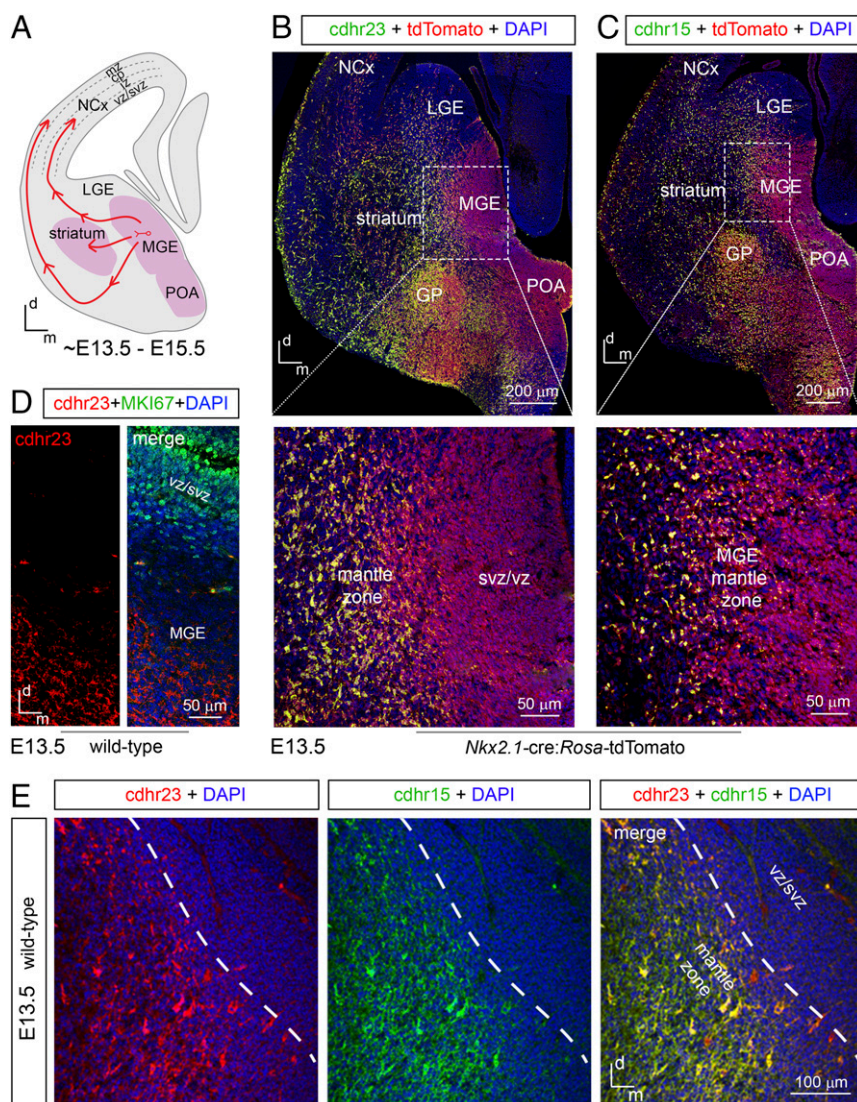 A
NCx
mz
cp
iz
vz/svz
LGE
striatum
MGE
POA
d
m
~E13.5 - E15.5
B
cdhr23 + tdTomato + DAPI
NCx
LGE
striatum
MGE
GP
POA
d
m
200 μm
mantle
zone
svz/vz
50 μm
C
cdhr15 + tdTomato + DAPI
NCx
LGE
striatum
MGE
GP
POA
d
m
200 μm
MGE
mantle
zone
50 μm
E13.5
Nkx2.1-cre:Rosa-tdTomato
D
cdhr23+MKI67+DAPI
cdhr23
merge
vz/svz
MGE
d
m
50 μm
E13.5
wild-type
E
cdhr23 + DAPI
cdhr15 + DAPI
cdhr23 + cdhr15 + DAPI
E13.5
wild-type
merge
vz/svz
mantle
zone
d
m
100 μm